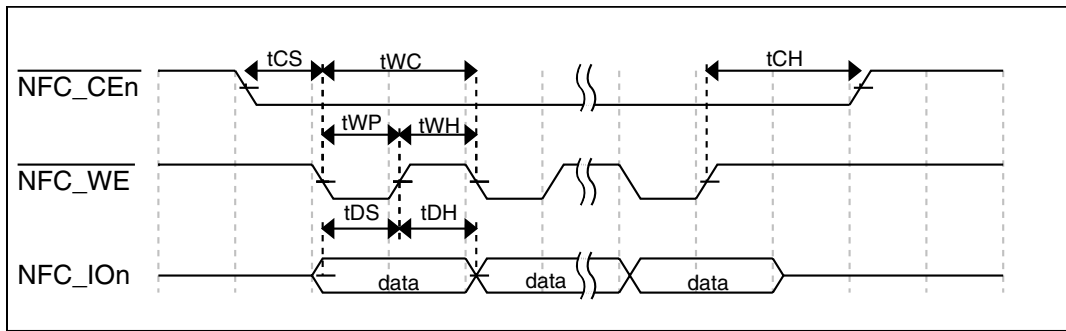 tCS tWC tCH
NFC_CEn
tWP tWH
NFC_WE
tDS tDH
NFC_IOn data data data